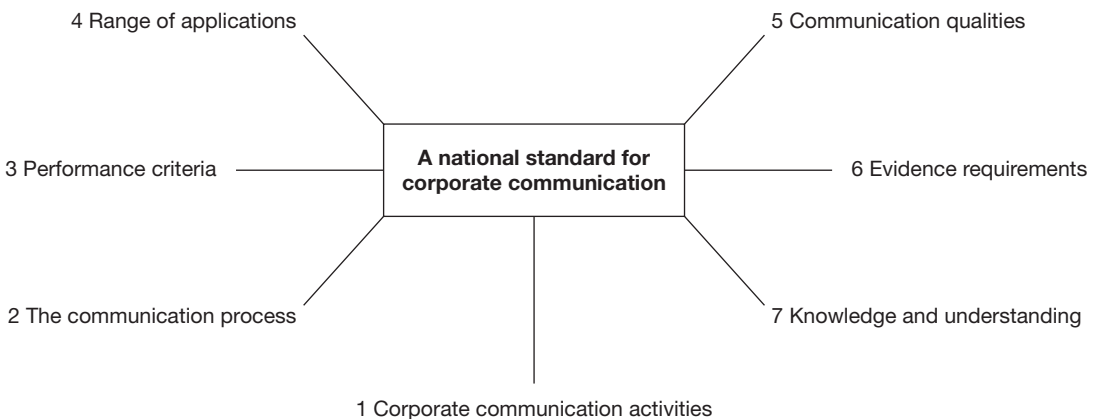 4 Range of applications
5 Communication qualities
A national standard for
corporate communication
3 Performance criteria
6 Evidence requirements
2 The communication process
7 Knowledge and understanding
1 Corporate communication activities